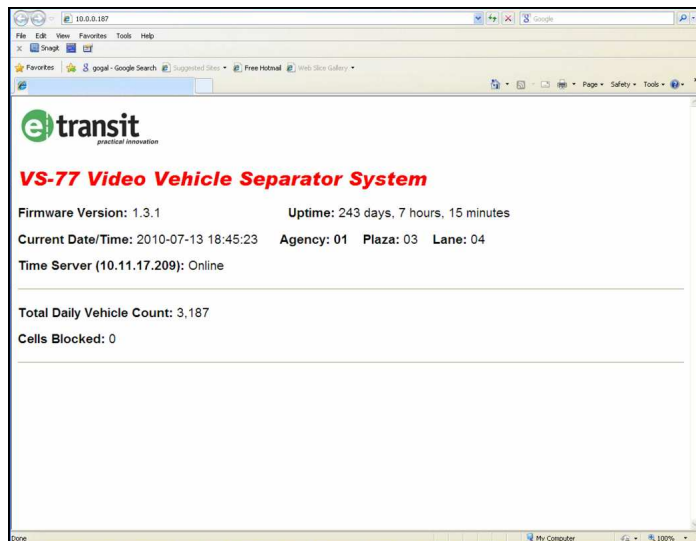 10.0.0.187
Google
File Edit View Favorites Tools Help
x SnagIt
Favorites gogal - Google Search Suggested Sites Free Hotmail Web Slice Gallery
Page Safety Tools
e transit
practical innovation
VS-77 Video Vehicle Separator System
Firmware Version: 1.3.1 Uptime: 243 days, 7 hours, 15 minutes
Current Date/Time: 2010-07-13 18:45:23 Agency: 01 Plaza: 03 Lane: 04
Time Server (10.11.17.209): Online
Total Daily Vehicle Count: 3,187
Cells Blocked: 0
Done My Computer 100%